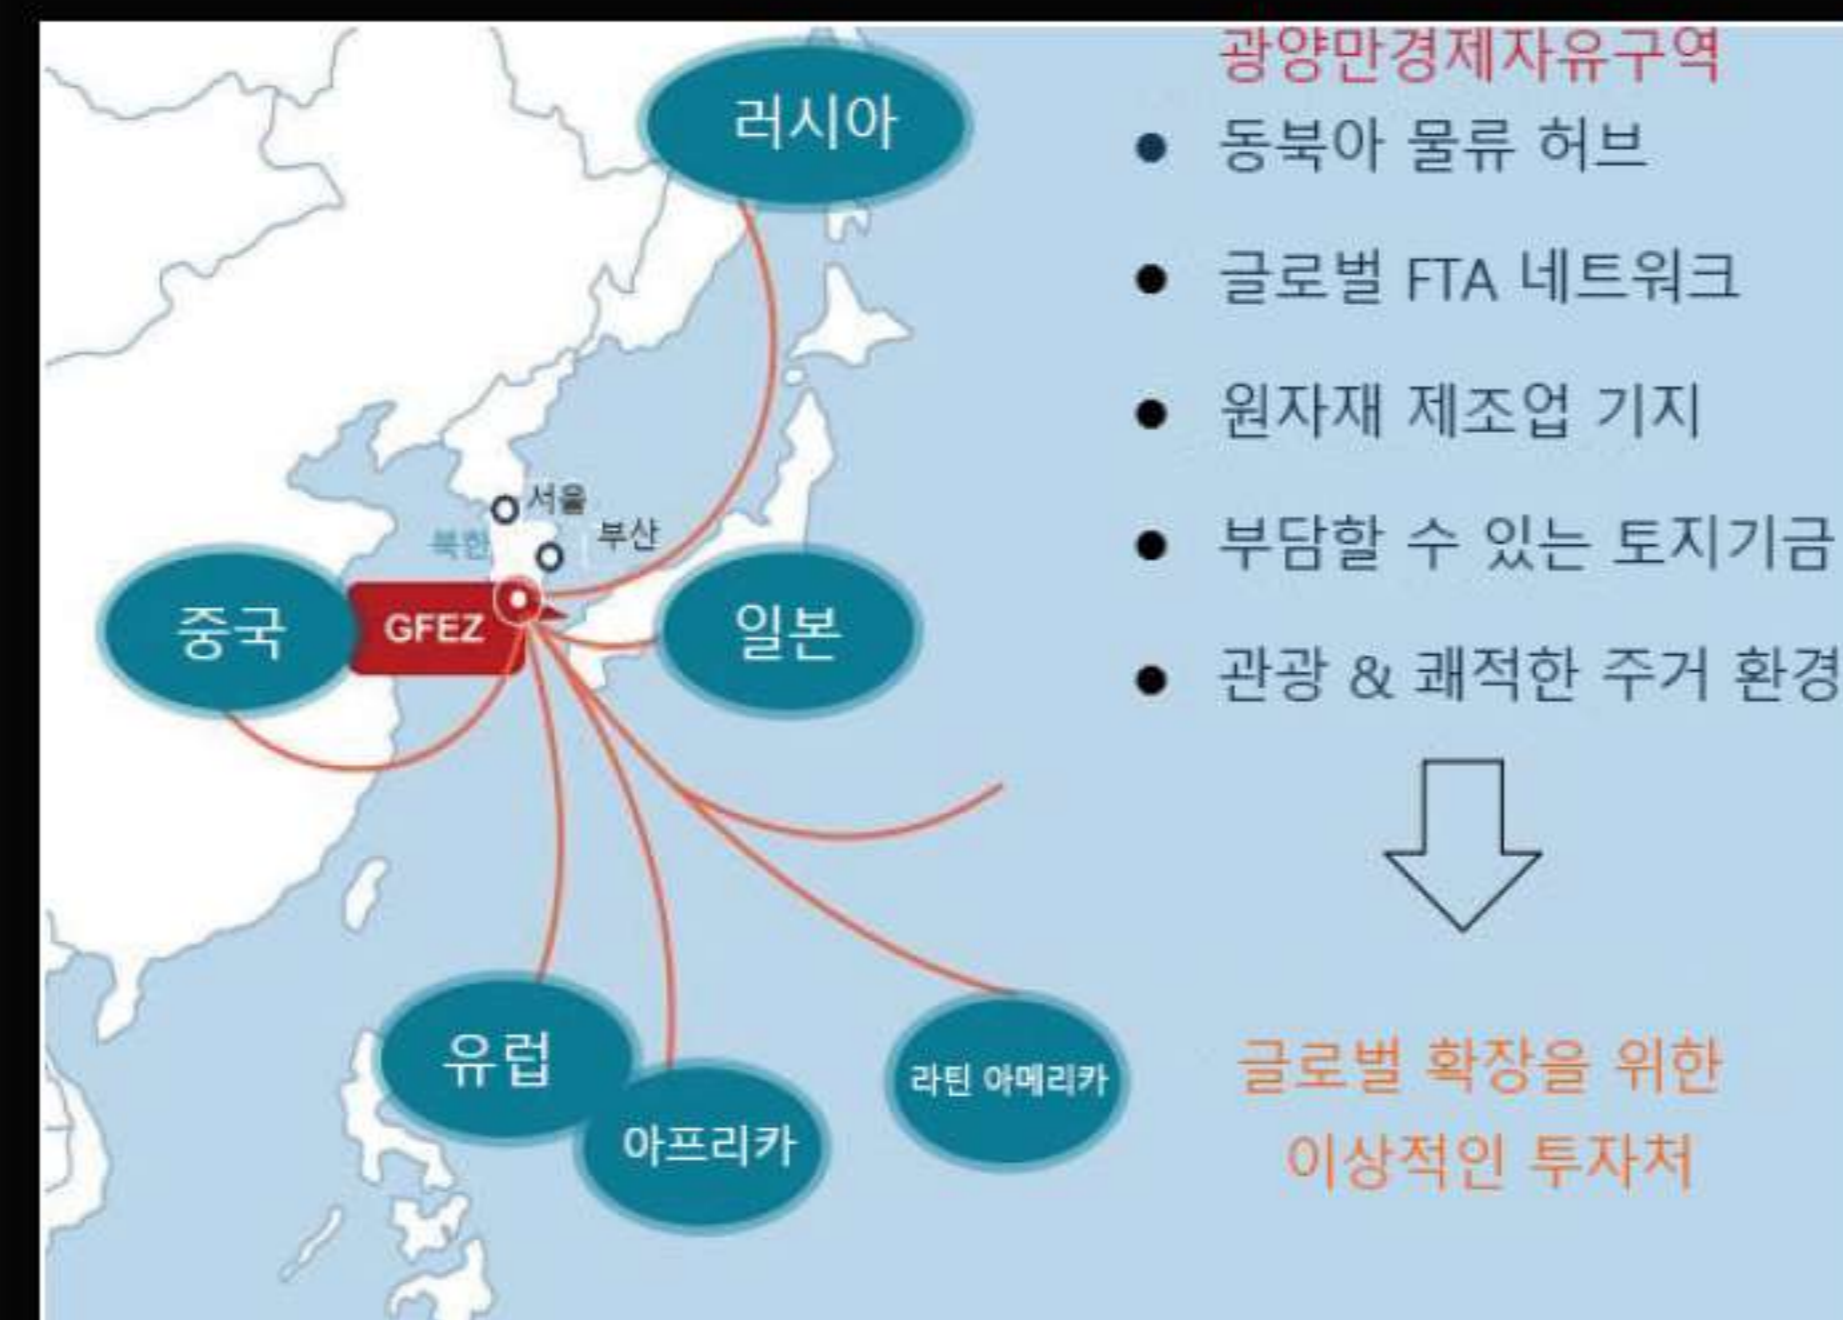 러시아
서울
북한
부산
중국
GFEZ
일본
유럽
아프리카
라틴 아메리카
광양만경제자유구역
● 동북아 물류 허브
● 글로벌 FTA 네트워크
● 원자재 제조업 기지
● 부담할 수 있는 토지기금
● 관광 & 쾌적한 주거 환경
글로벌 확장을 위한
이상적인 투자처